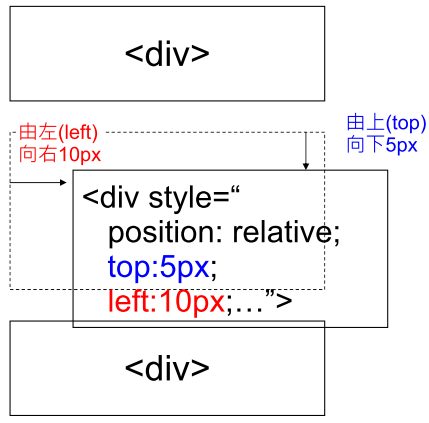 <div>
由左(left)
向右10px
由上(top)
向下5px
<div style=“
position: relative;
top:5px;
left:10px;…”>
<div>